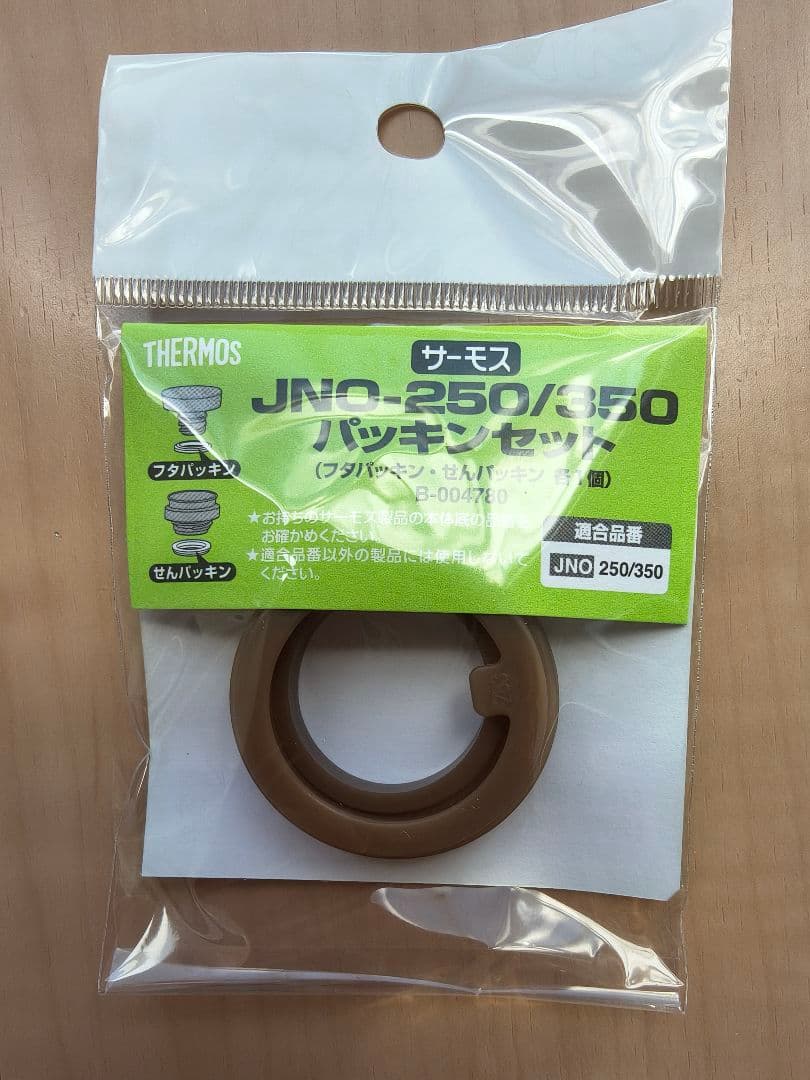 THERMOS
サーモス
JNO-250/350
パッキンセット
(フタパッキン・せんパッキン 各1個)
B-004780
フタパッキン
せんパッキン
★お持ちのサーモス製品の本体底の品番を
お確かめください。
★適合品番以外の製品には使用しないで
ください。
適合品番
JNO 250/350